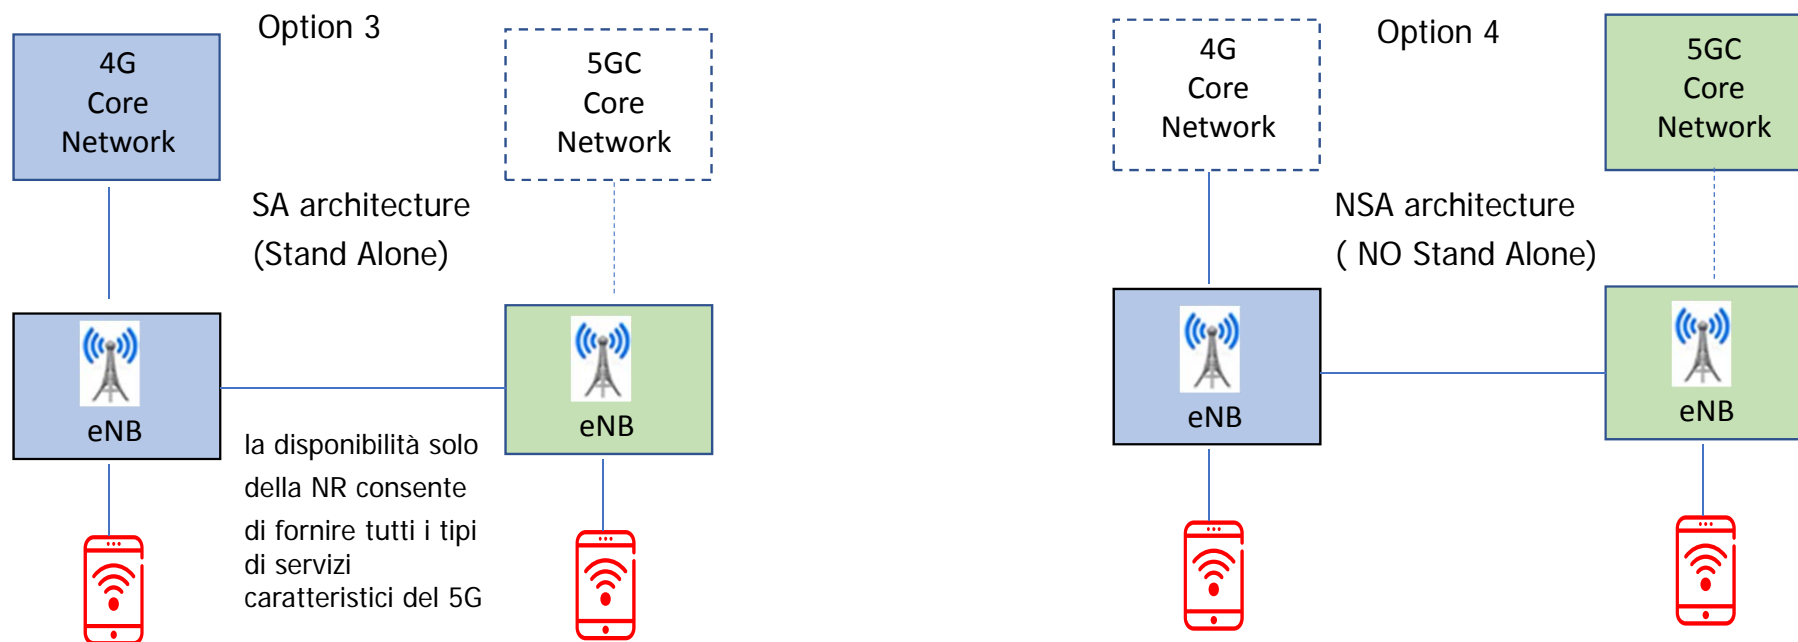 Option 3
4G
Core
Network
5GC
Core
Network
SA architecture
(Stand Alone)
eNB
eNB
la disponibilità solo
della NR consente
di fornire tutti i tipi
di servizi
caratteristici del 5G
Option 4
4G
Core
Network
5GC
Core
Network
NSA architecture
( NO Stand Alone)
eNB
eNB